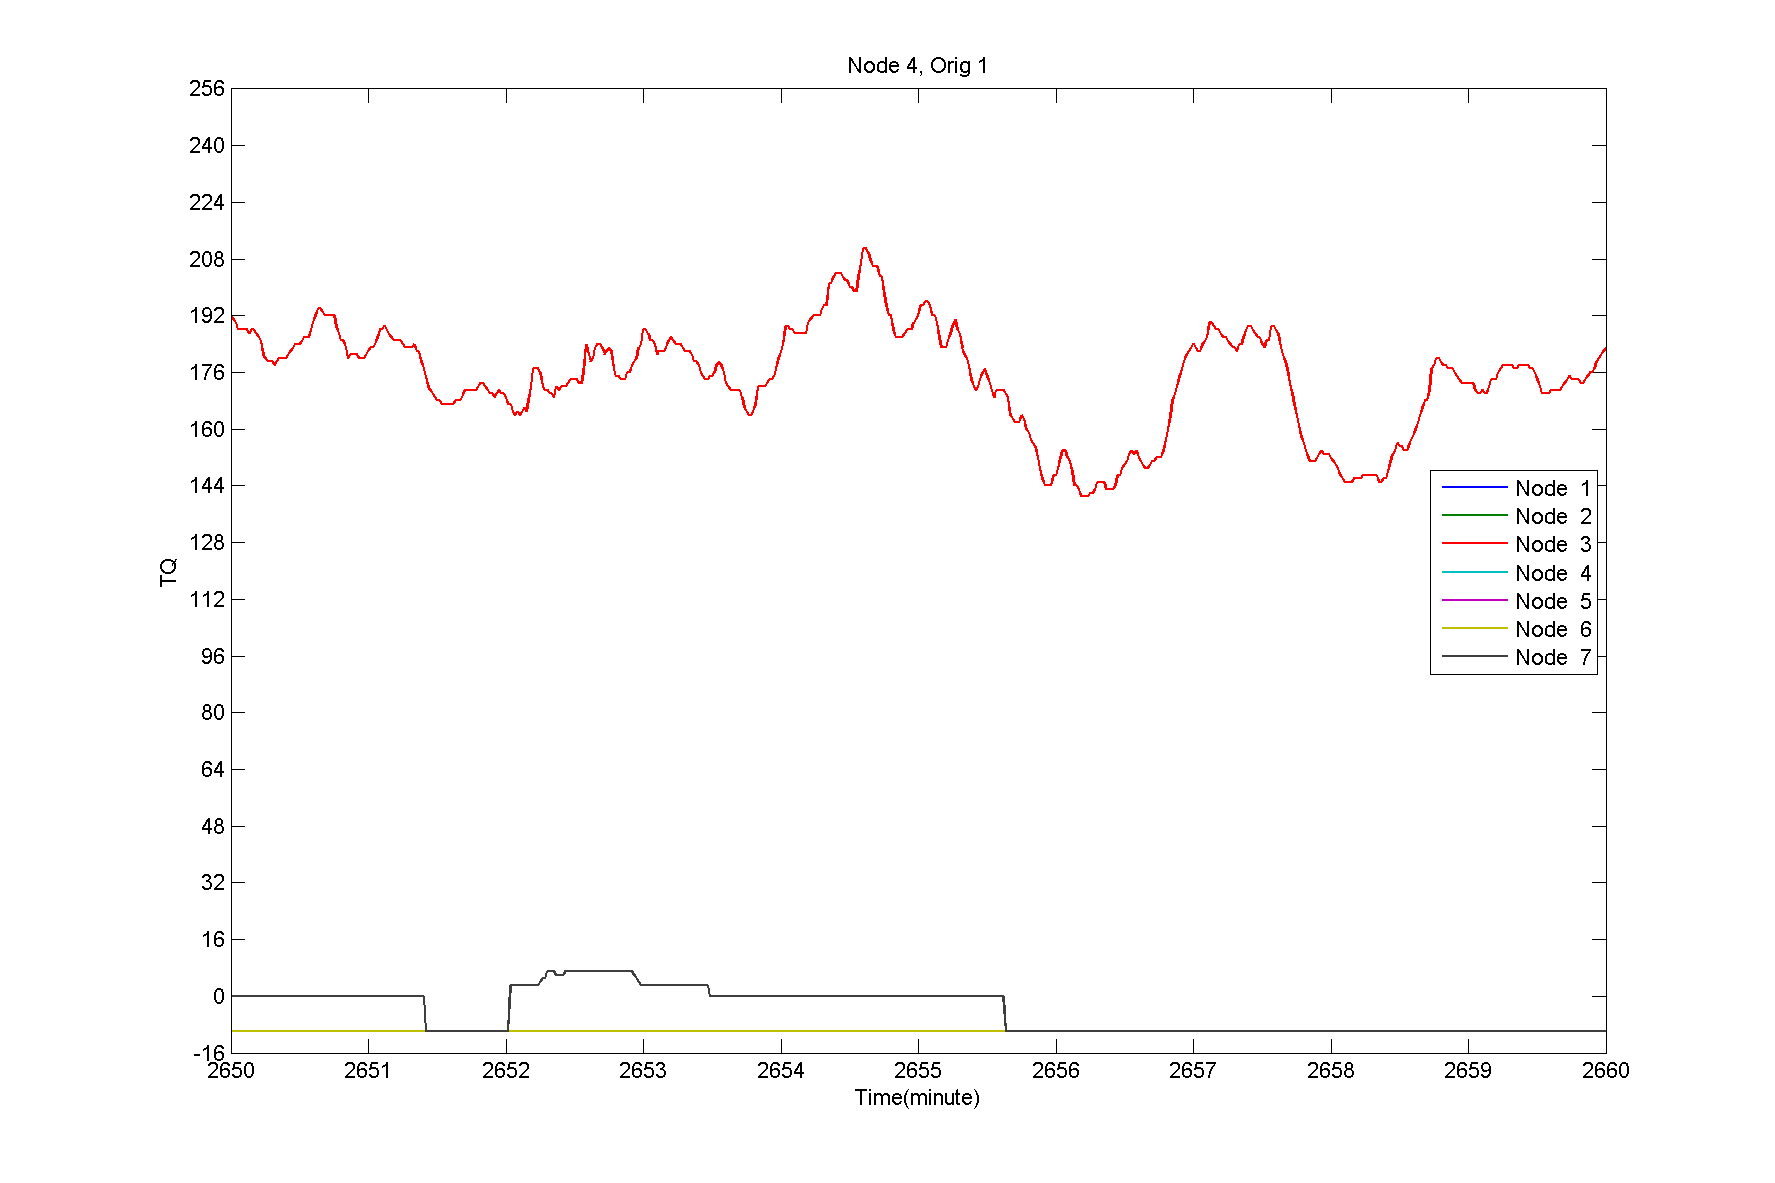 Node 4, Orig 1
256
240
224
208
192
176
160
144
128
112
96
80
64
48
32
16
0
-16
TQ
Node 1
Node 2
Node 3
Node 4
Node 5
Node 6
Node 7
2650 2651 2652 2653 2654 2655 2656 2657 2658 2659 2660
Time(minute)